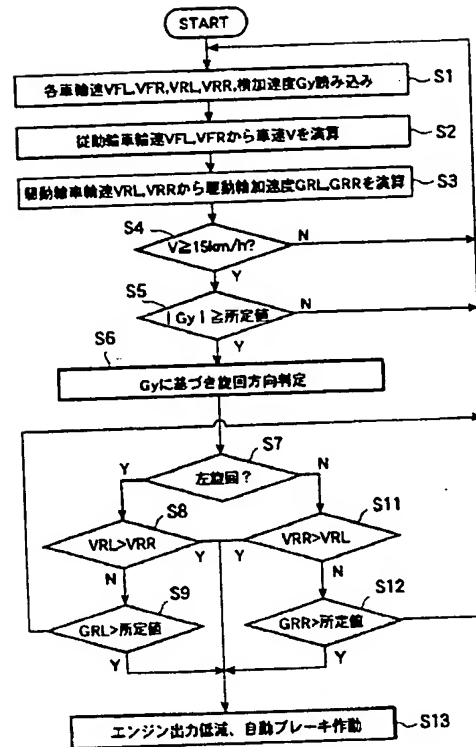 START
各車輪速VFL,VFR,VRL,VRR,横加速度Gy読み込み
S1
従動輪車輪速VFL,VFRから車速Vを演算
S2
駆動輪車輪速VRL,VRRから駆動輪加速度GRL,GRRを演算
S3
S4
V≧15km/h?
N
Y
S5
|Gy|≧所定値
N
Y
S6
Gyに基づき旋回方向判定
S7
左旋回?
Y
N
S8
VRL>VRR
Y
N
S11
VRR>VRL
Y
N
S9
GRL>所定値
Y
S12
GRR>所定値
Y
エンジン出力低減、自動ブレーキ作動
S13